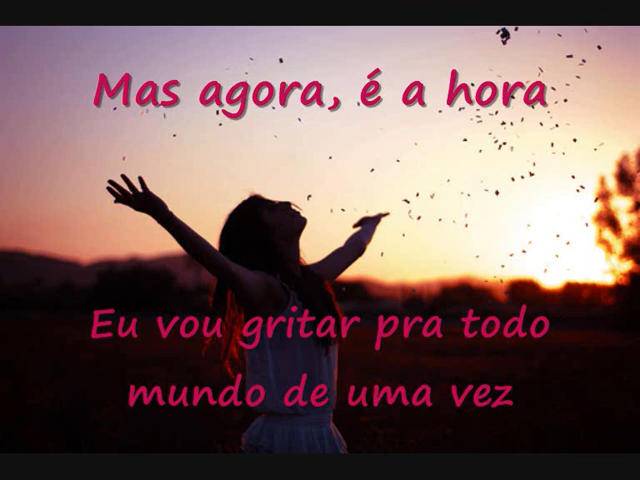 Mas agora, é a hora
Eu vou gritar pra todo
mundo de uma vez